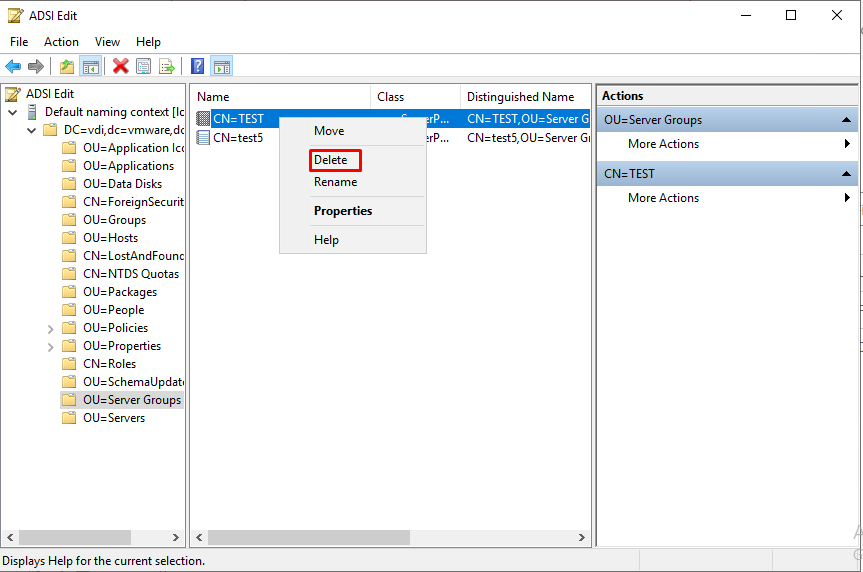 ADSI Edit
File Action View Help
ADSI Edit
Default naming context [lo
DC=vdi,dc=vmware,dc
OU=Application Ico
OU=Applications
OU=Data Disks
CN=ForeignSecurit
OU=Groups
OU=Hosts
CN=LostAndFound
CN=NTDS Quotas
OU=Packages
OU=People
OU=Policies
OU=Properties
CN=Roles
OU=SchemaUpdate
OU=Server Groups
OU=Servers
Name Class Distinguished Name
CN=TEST CN=TEST,OU=Server G
CN=test5 CN=test5,OU=Server Gr
Move
Delete
Rename
Properties
Help
Actions
OU=Server Groups
More Actions
CN=TEST
More Actions
Displays Help for the current selection.